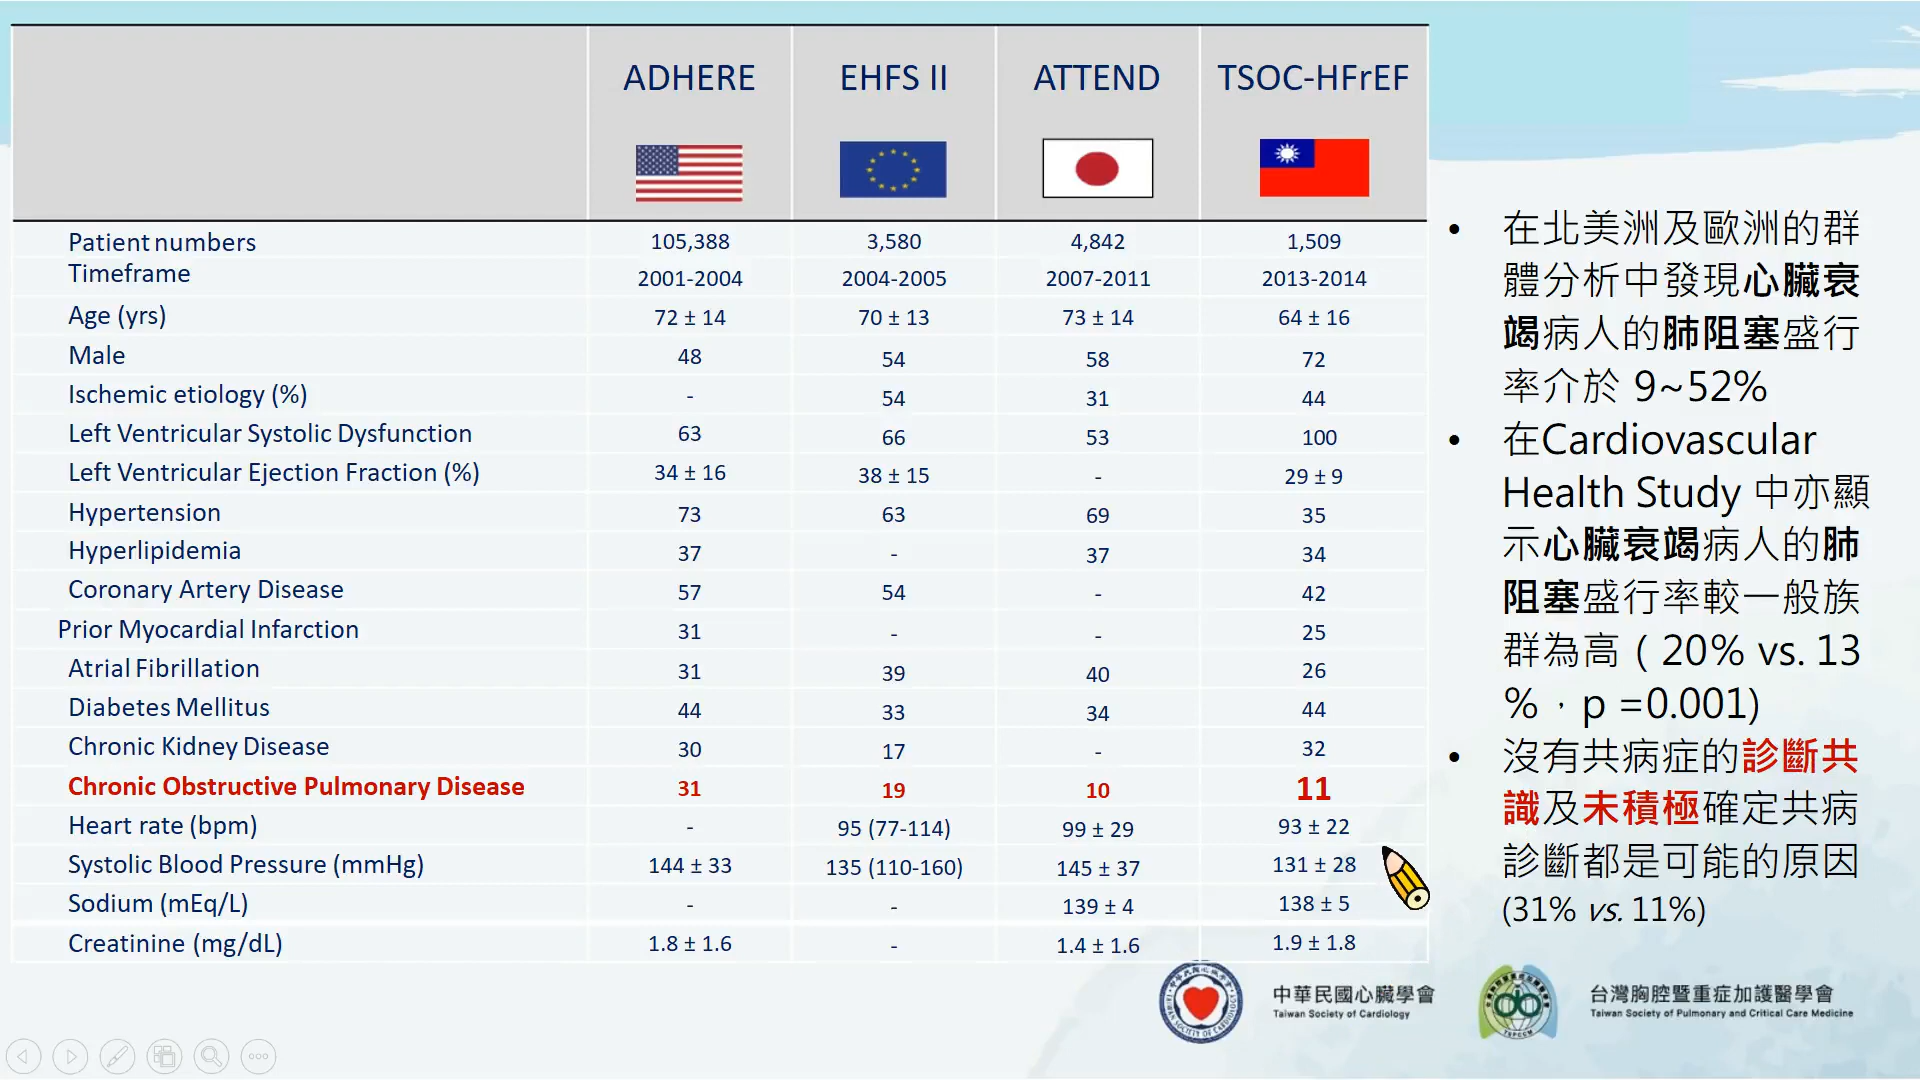 ADHERE EHFS II ATTEND TSOC-HFrEF
Patient numbers 105,388 3,580 4,842 1,509
Timeframe 2001-2004 2004-2005 2007-2011 2013-2014
Age (yrs) 72 ± 14 70 ± 13 73 ± 14 64 ± 16
Male 48 54 58 72
Ischemic etiology (%) - 54 31 44
Left Ventricular Systolic Dysfunction 63 66 53 100
Left Ventricular Ejection Fraction (%) 34 ± 16 38 ± 15 - 29 ± 9
Hypertension 73 63 69 35
Hyperlipidemia 37 - 37 34
Coronary Artery Disease 57 54 - 42
Prior Myocardial Infarction 31 - - 25
Atrial Fibrillation 31 39 40 26
Diabetes Mellitus 44 33 34 44
Chronic Kidney Disease 30 17 - 32
Chronic Obstructive Pulmonary Disease 31 19 10 11
Heart rate (bpm) - 95 (77-114) 99 ± 29 93 ± 22
Systolic Blood Pressure (mmHg) 144 ± 33 135 (110-160) 145 ± 37 131 ± 28
Sodium (mEq/L) - - 139 ± 4 138 ± 5
Creatinine (mg/dL) 1.8 ± 1.6 - 1.4 ± 1.6 1.9 ± 1.8
• 在北美洲及歐洲的群
體分析中發現心臟衰
竭病人的肺阻塞盛行
率介於 9~52%
• 在Cardiovascular
Health Study 中亦顯
示心臟衰竭病人的肺
阻塞盛行率較一般族
群為高 ( 20% vs. 13
%，p =0.001)
• 沒有共病症的診斷共
識及未積極確定共病
診斷都是可能的原因
(31% vs. 11%)
中華民國心臟學會
Taiwan Society of Cardiology
台灣胸腔暨重症加護醫學會
Taiwan Society of Pulmonary and Critical Care Medicine